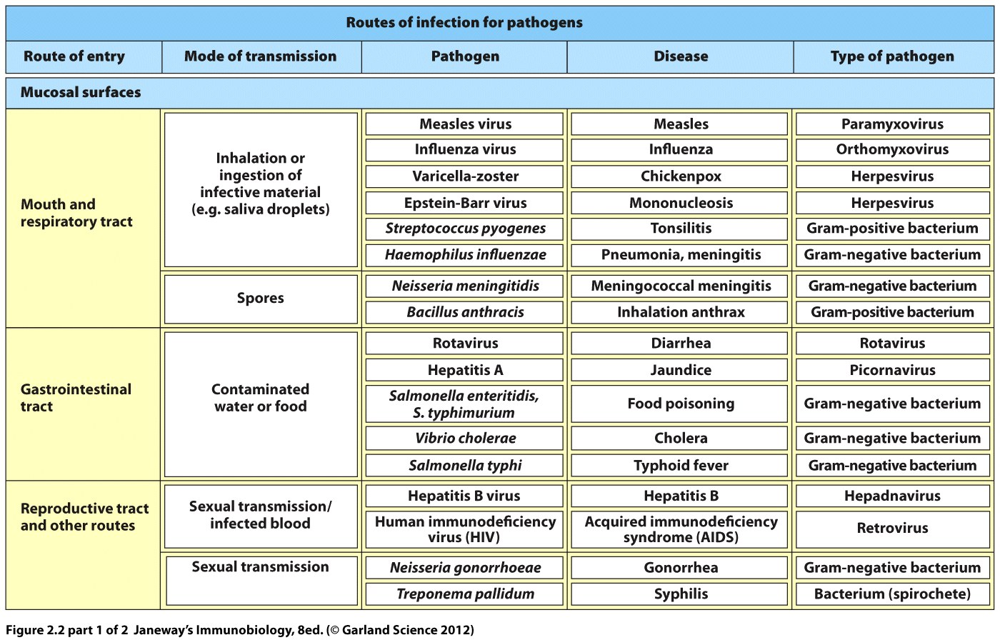 Routes of infection for pathogens
Route of entry Mode of transmission Pathogen Disease Type of pathogen
Mucosal surfaces
Mouth and
respiratory tract
Inhalation or
ingestion of
infective material
(e.g. saliva droplets)
Measles virus Measles Paramyxovirus
Influenza virus Influenza Orthomyxovirus
Varicella-zoster Chickenpox Herpesvirus
Epstein-Barr virus Mononucleosis Herpesvirus
Streptococcus pyogenes Tonsilitis Gram-positive bacterium
Haemophilus influenzae Pneumonia, meningitis Gram-negative bacterium
Spores
Neisseria meningitidis Meningococcal meningitis Gram-negative bacterium
Bacillus anthracis Inhalation anthrax Gram-positive bacterium
Gastrointestinal
tract
Contaminated
water or food
Rotavirus Diarrhea Rotavirus
Hepatitis A Jaundice Picornavirus
Salmonella enteritidis,
S. typhimurium
Food poisoning Gram-negative bacterium
Vibrio cholerae Cholera Gram-negative bacterium
Salmonella typhi Typhoid fever Gram-negative bacterium
Reproductive tract
and other routes
Sexual transmission/
infected blood
Hepatitis B virus Hepatitis B Hepadnavirus
Human immunodeficiency
virus (HIV)
Acquired immunodeficiency
syndrome (AIDS)
Retrovirus
Sexual transmission
Neisseria gonorrhoeae Gonorrhea Gram-negative bacterium
Treponema pallidum Syphilis Bacterium (spirochete)
Figure 2.2 part 1 of 2 Janeway’s Immunobiology, 8ed. (© Garland Science 2012)